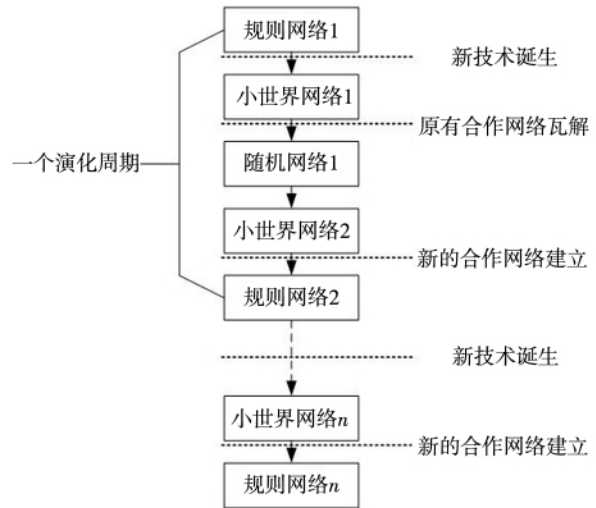 规则网络1
新技术诞生
小世界网络1
原有合作网络瓦解
一个演化周期
随机网络1
小世界网络2
新的合作网络建立
规则网络2
新技术诞生
小世界网络n
新的合作网络建立
规则网络n